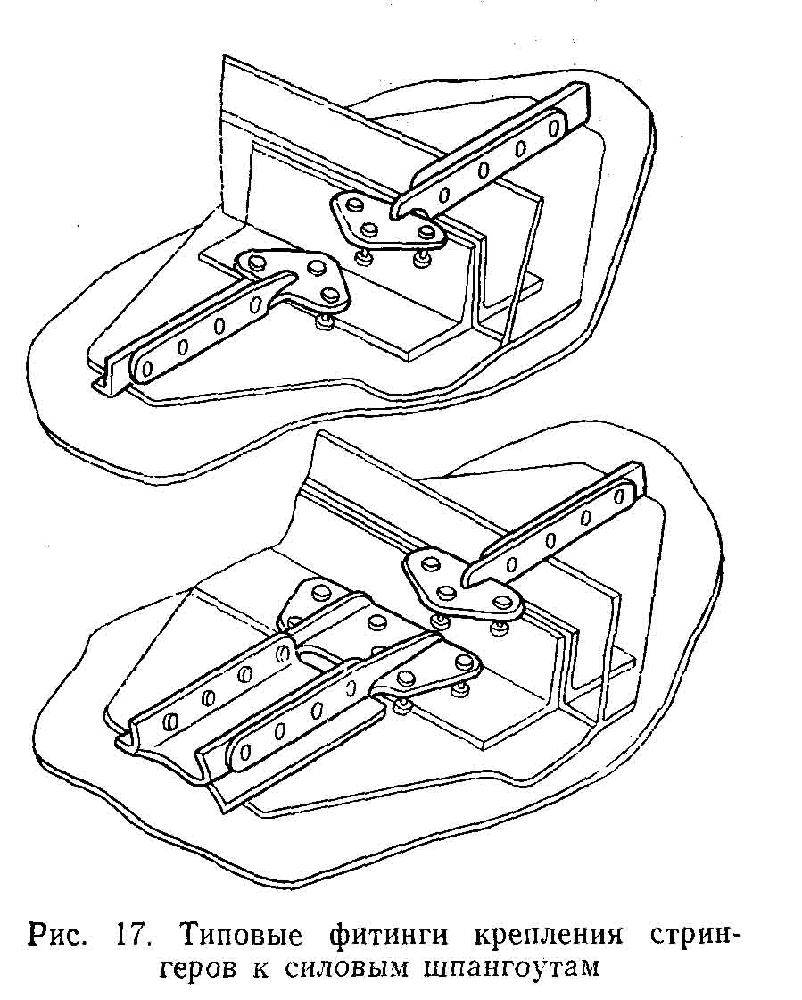 Рис. 17. Типовые фитинги крепления стрин-
геров к силовым шпангоутам